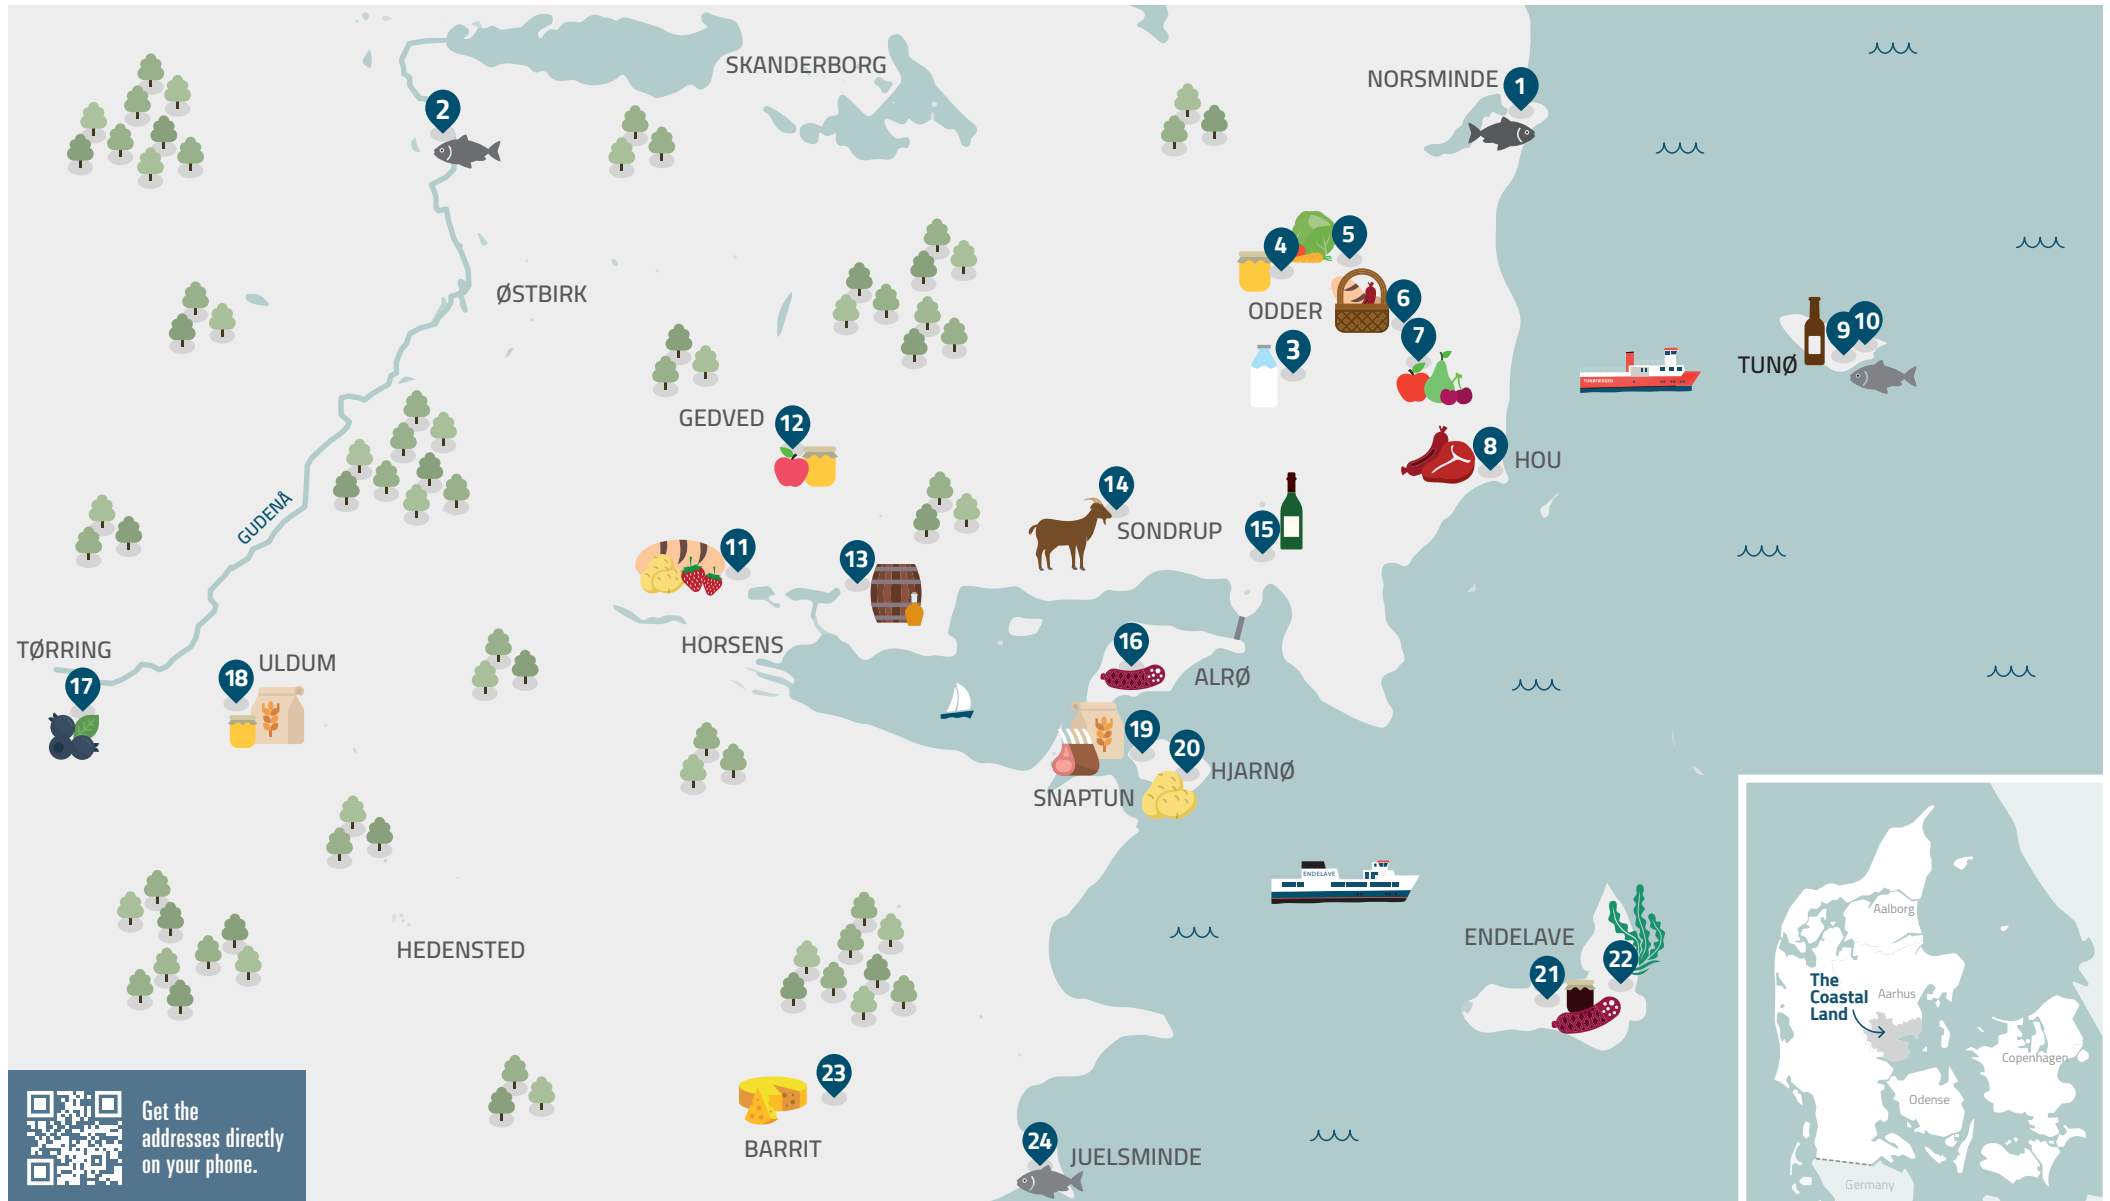 SKANDERBORG
NORSMINDE
1
2
4
5
ØSTBIRK
6
ODDER
7
3
9
10
TUNØ
TUNØFÆRGEN
GEDVED
12
8
HOU
14
GUDENÅ
SONDRUP
15
11
13
TØRRING
HORSENS
16
ULDUM
18
17
ALRØ
19
20
HJARNØ
SNAPTUN
ENDELAVE
ENDELAVE
22
21
HEDENSTED
23
BARRIT
24
JUELSMINDE
Get the
addresses directly
on your phone.
Aalborg
The
Coastal
Land
Aarhus
Copenhagen
Odense
Germany